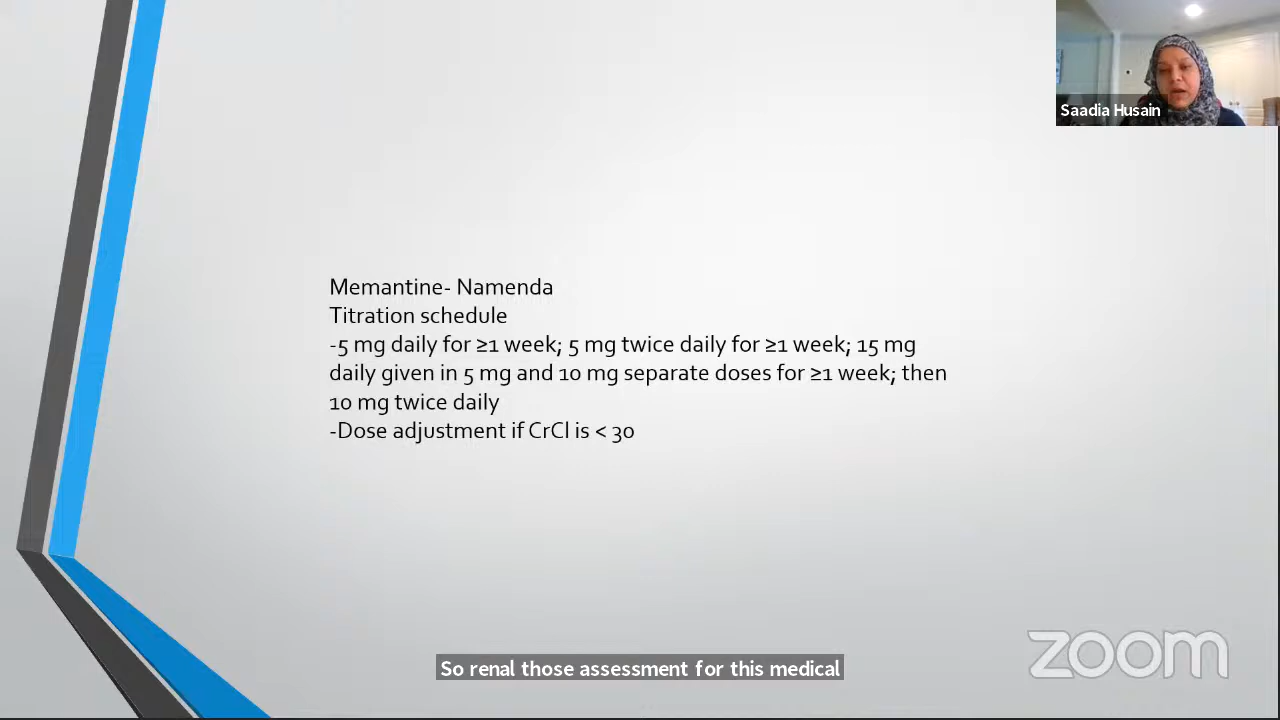 Saadia Husain
Memantine- Namenda
Titration schedule
-5 mg daily for ≥1 week; 5 mg twice daily for ≥1 week; 15 mg
daily given in 5 mg and 10 mg separate doses for ≥1 week; then
10 mg twice daily
-Dose adjustment if CrCl is < 30
So renal those assessment for this medical
zoom